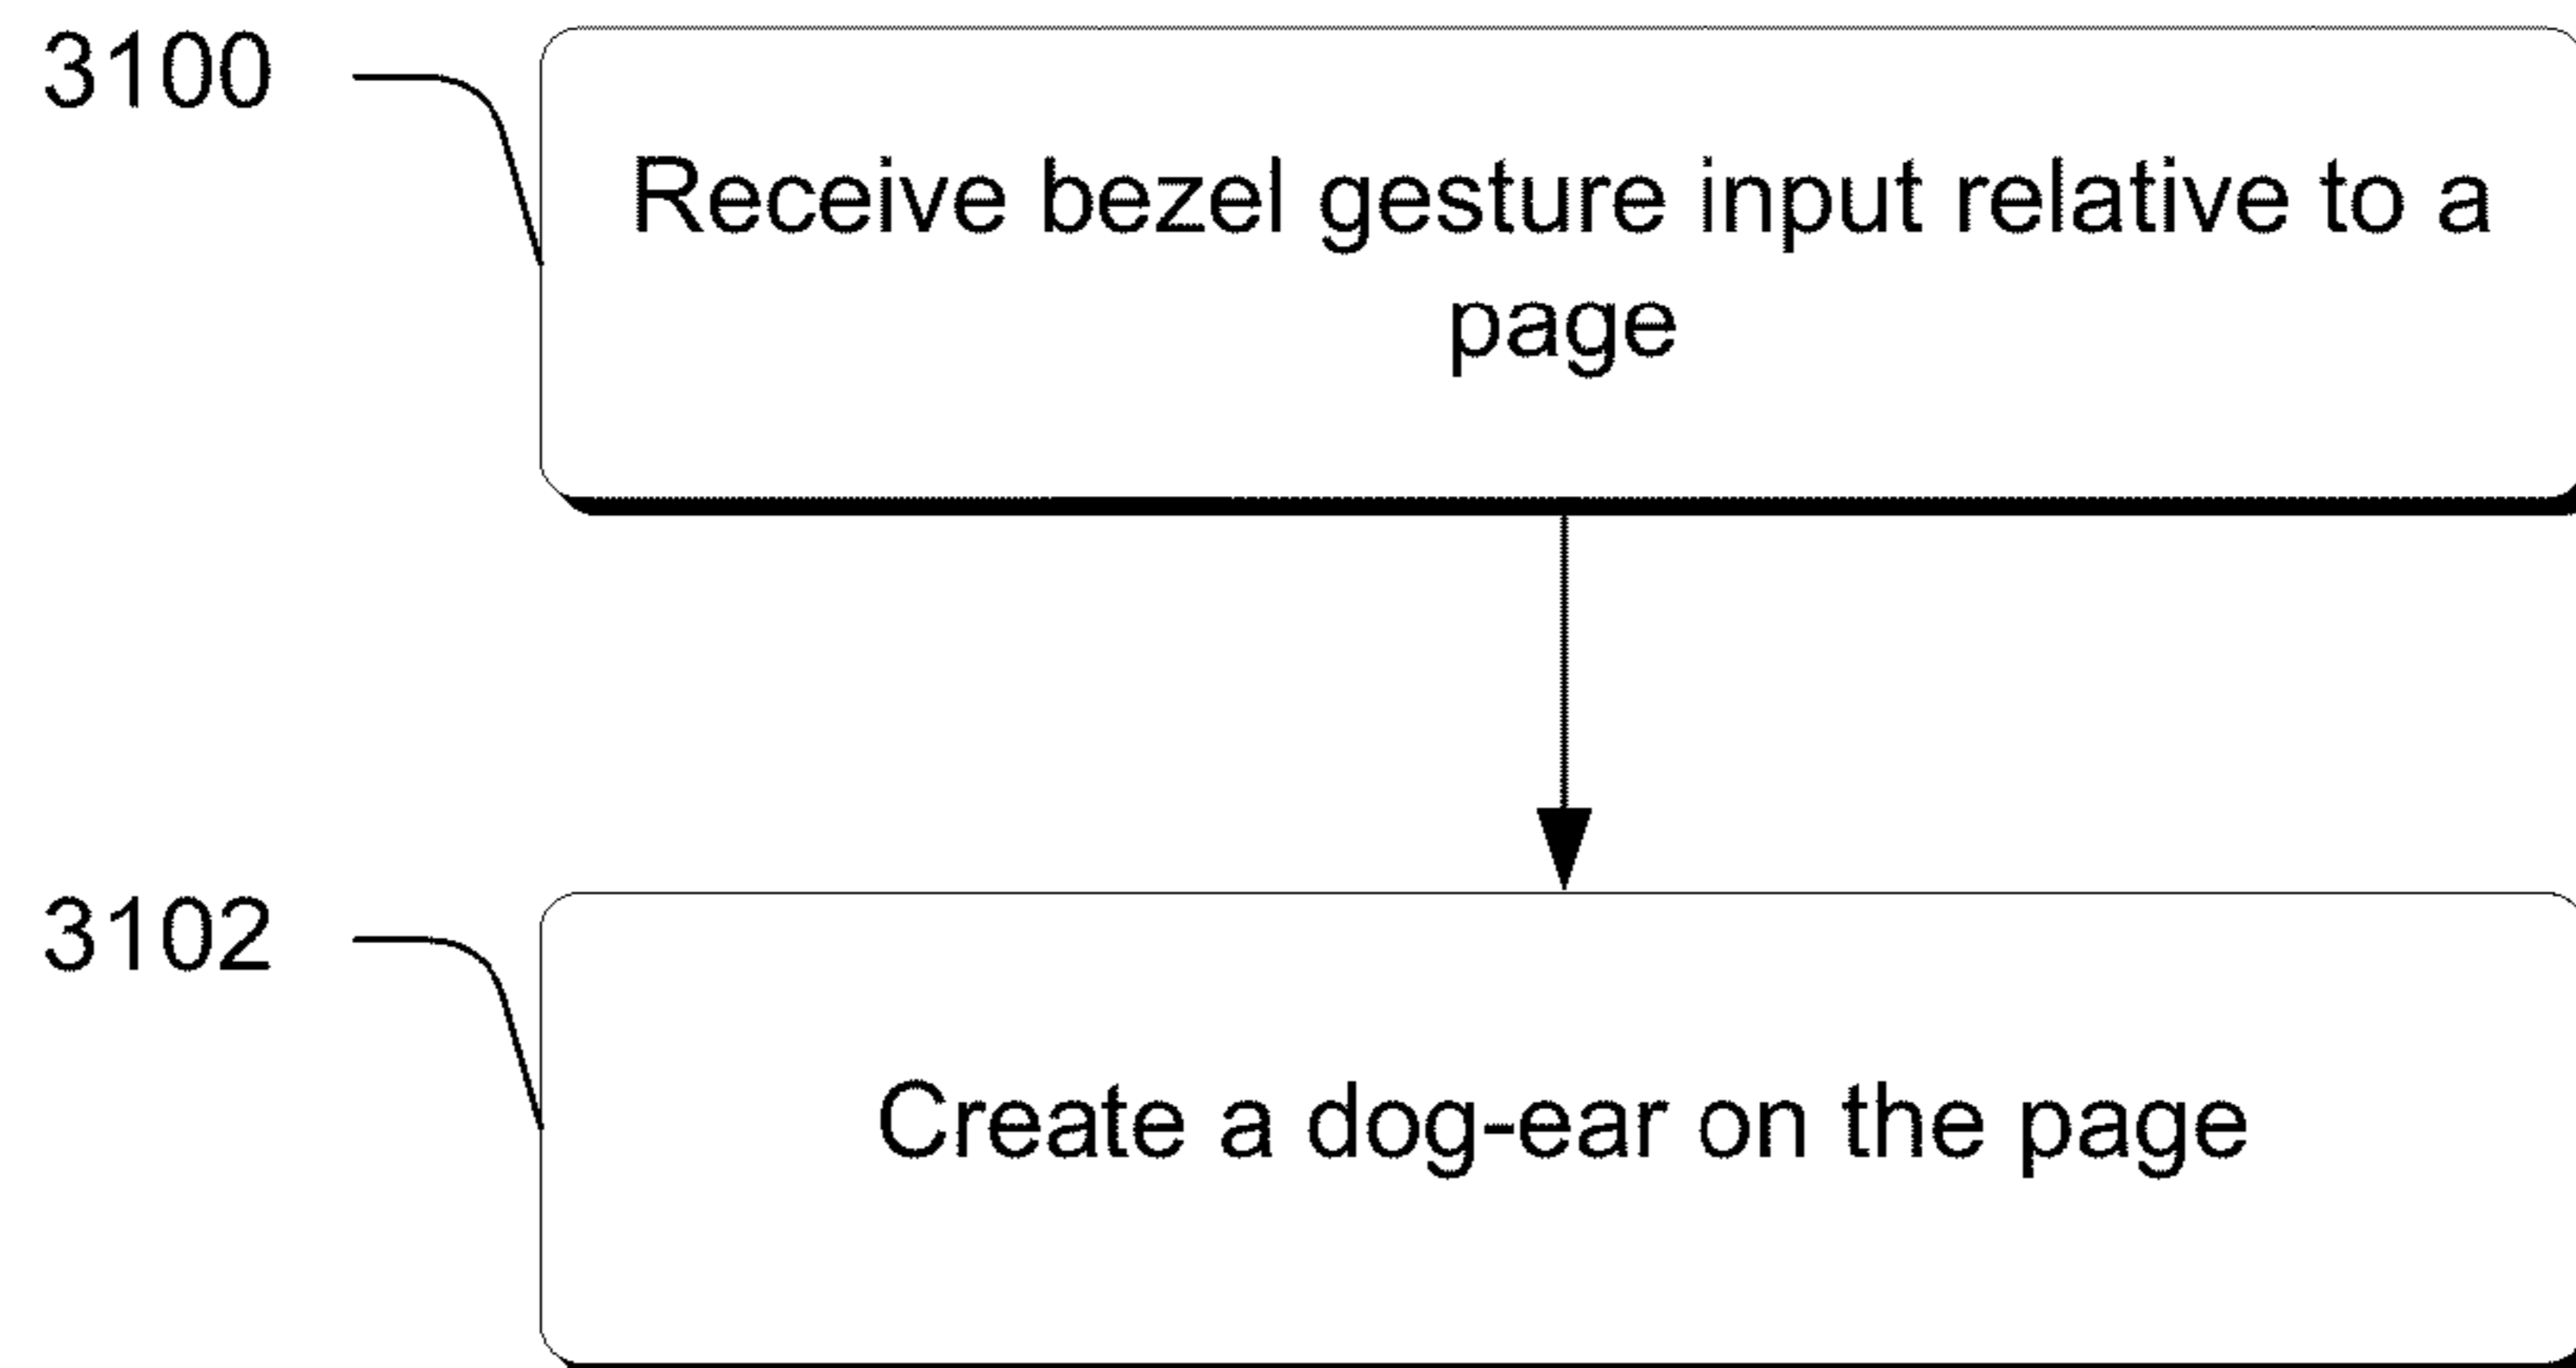 3100
Receive bezel gesture input relative to a
page
3102
Create a dog-ear on the page